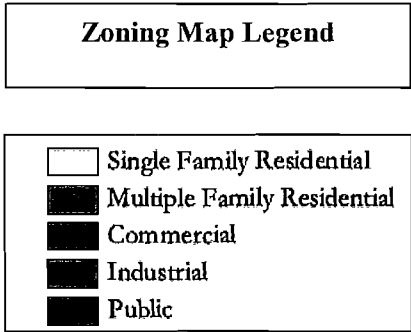 Zoning Map Legend
Single Family Residential
Multiple Family Residential
Commercial
Industrial
Public